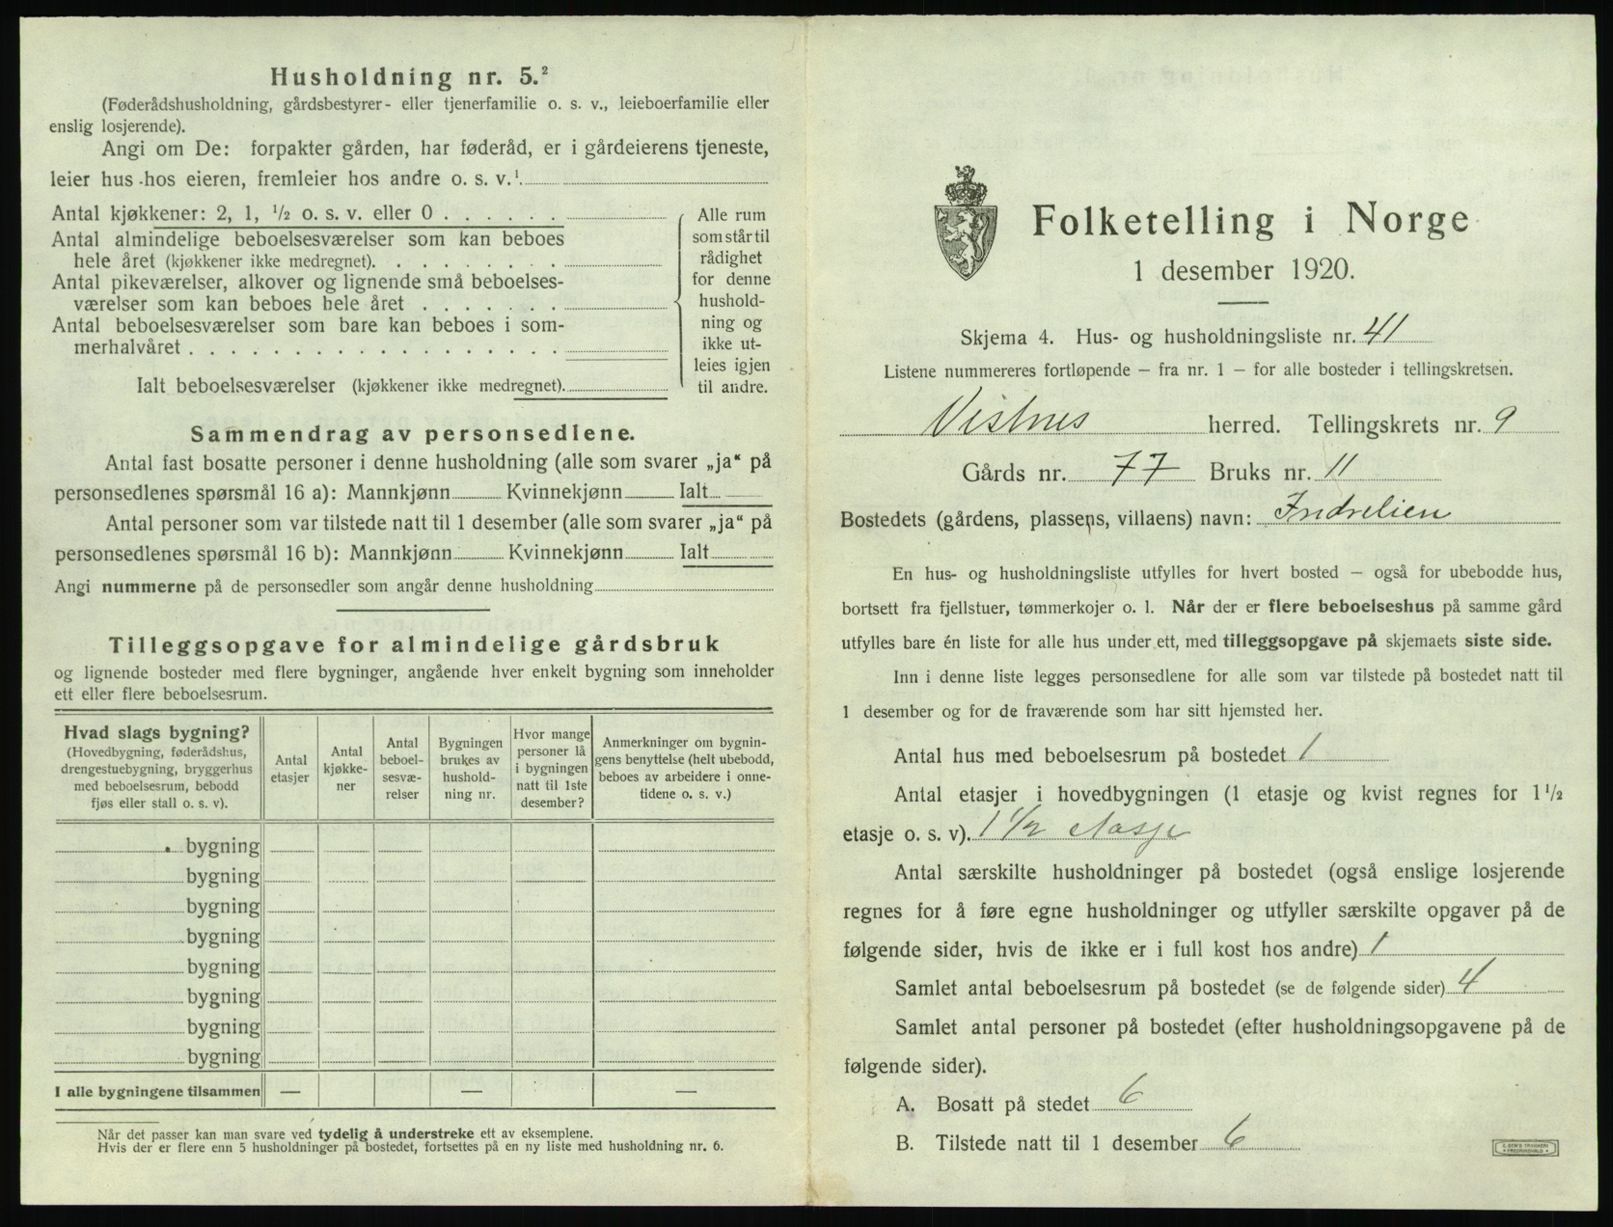 Husholdning nr. 5.²
(Føderådshusholdning, gårdsbestyrer- eller tjenerfamilie o. s. v., leieboerfamilie eller
enslig losjerende).
Angi om De: forpakter gården, har føderåd, er i gårdeierens tjeneste,
leier hus hos eieren, fremleier hos andre o. s. v.¹
Antal kjøkkener: 2, 1, ½ o. s. v. eller 0
Antal almindelige beboelsesværelser som kan beboes
hele året (kjøkkener ikke medregnet).
Antal pikeværelser, alkover og lignende små beboelses-
værelser som kan beboes hele året
Antal beboelsesværelser som bare kan beboes i som-
merhalvåret
Ialt beboelsesværelser (kjøkkener ikke medregnet).
Alle rum
som står til
rådighet
for denne
hushold-
ning og
ikke ut-
leies igjen
til andre.
Sammendrag av personsedlene.
Antal fast bosatte personer i denne husholdning (alle som svarer „ja“ på
personsedlenes spørsmål 16 a): Mannkjønn Kvinnekjønn Ialt
Antal personer som var tilstede natt til 1 desember (alle som svarer „ja“ på
personsedlenes spørsmål 16 b): Mannkjønn Kvinnekjønn Ialt
Angi nummerne på de personsedler som angår denne husholdning
Tilleggsopgave for almindelige gårdsbruk
og lignende bosteder med flere bygninger, angående hver enkelt bygning som inneholder
ett eller flere beboelsesrum.
Hvad slags bygning?
(Hovedbygning, føderådshus,
drengestuebygning, bryggerhus
med beboelsesrum, bebodd
fjøs eller stall o. s. v).
Antal
etasjer
Antal
kjøkke-
ner
Antal
beboel-
sesvæ-
relser
Bygningen
brukes av
hushold-
ning nr.
Hvor mange
personer lå
i bygningen
natt til 1ste
desember?
Anmerkninger om bygnin-
gens benyttelse (helt ubebodd,
beboes av arbeidere i onne-
tidene o. s. v.)
bygning
bygning
bygning
bygning
bygning
bygning
bygning
bygning
I alle bygningene tilsammen — — —
Når det passer kan man svare ved tydelig å understreke ett av eksemplene.
Hvis der er flere enn 5 husholdninger på bostedet, fortsettes på en ny liste med husholdning nr. 6.
Folketelling i Norge
1 desember 1920.
Skjema 4. Hus- og husholdningsliste nr. 41
Listene nummereres fortløpende — fra nr. 1 — for alle bosteder i tellingskretsen.
Vistnes herred. Tellingskrets nr. 9
Gårds nr. 77 Bruks nr. 11
Bostedets (gårdens, plassens, villaens) navn: Indrelien
En hus- og husholdningsliste utfylles for hvert bosted — også for ubebodde hus,
bortsett fra fjellstuer, tømmerkojer o. l. Når der er flere beboelseshus på samme gård
utfylles bare én liste for alle hus under ett, med tilleggsopgave på skjemaets siste side.
Inn i denne liste legges personsedlene for alle som var tilstede på bostedet natt til
1 desember og for de fraværende som har sitt hjemsted her.
Antal hus med beboelsesrum på bostedet 1
Antal etasjer i hovedbygningen (1 etasje og kvist regnes for 1½
etasje o. s. v). 1½ etasje
Antal særskilte husholdninger på bostedet (også enslige losjerende
regnes for å føre egne husholdninger og utfyller særskilte opgaver på de
følgende sider, hvis de ikke er i full kost hos andre) 1
Samlet antal beboelsesrum på bostedet (se de følgende sider) 4
Samlet antal personer på bostedet (efter husholdningsopgavene på de
følgende sider).
A. Bosatt på stedet 6
B. Tilstede natt til 1 desember 6